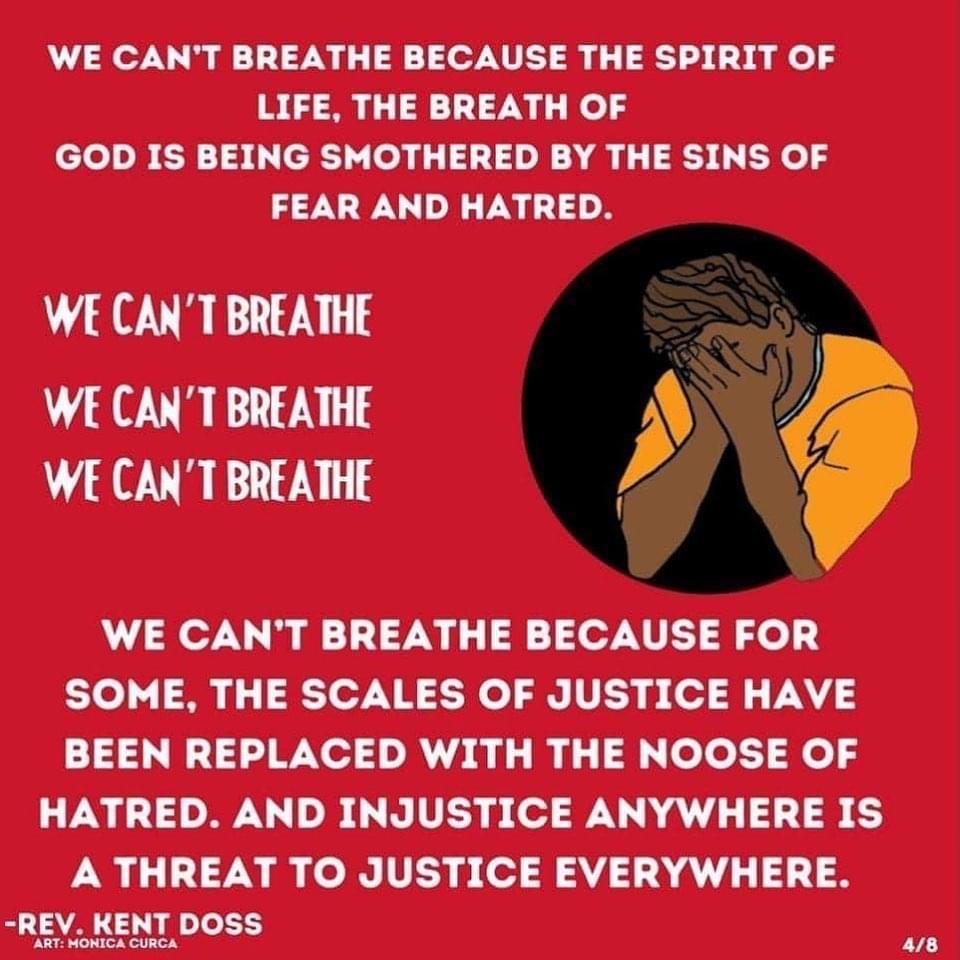 WE CAN'T BREATHE BECAUSE THE SPIRIT OF
LIFE, THE BREATH OF
GOD IS BEING SMOTHERED BY THE SINS OF
FEAR AND HATRED.
WE CAN'T BREATHE
WE CAN'T BREATHE
WE CAN'T BREATHE
WE CAN'T BREATHE BECAUSE FOR
SOME, THE SCALES OF JUSTICE HAVE
BEEN REPLACED WITH THE NOOSE OF
HATRED. AND INJUSTICE ANYWHERE IS
A THREAT TO JUSTICE EVERYWHERE.
-REV. KENT DOSS
ART: MONICA CURCA
4/8